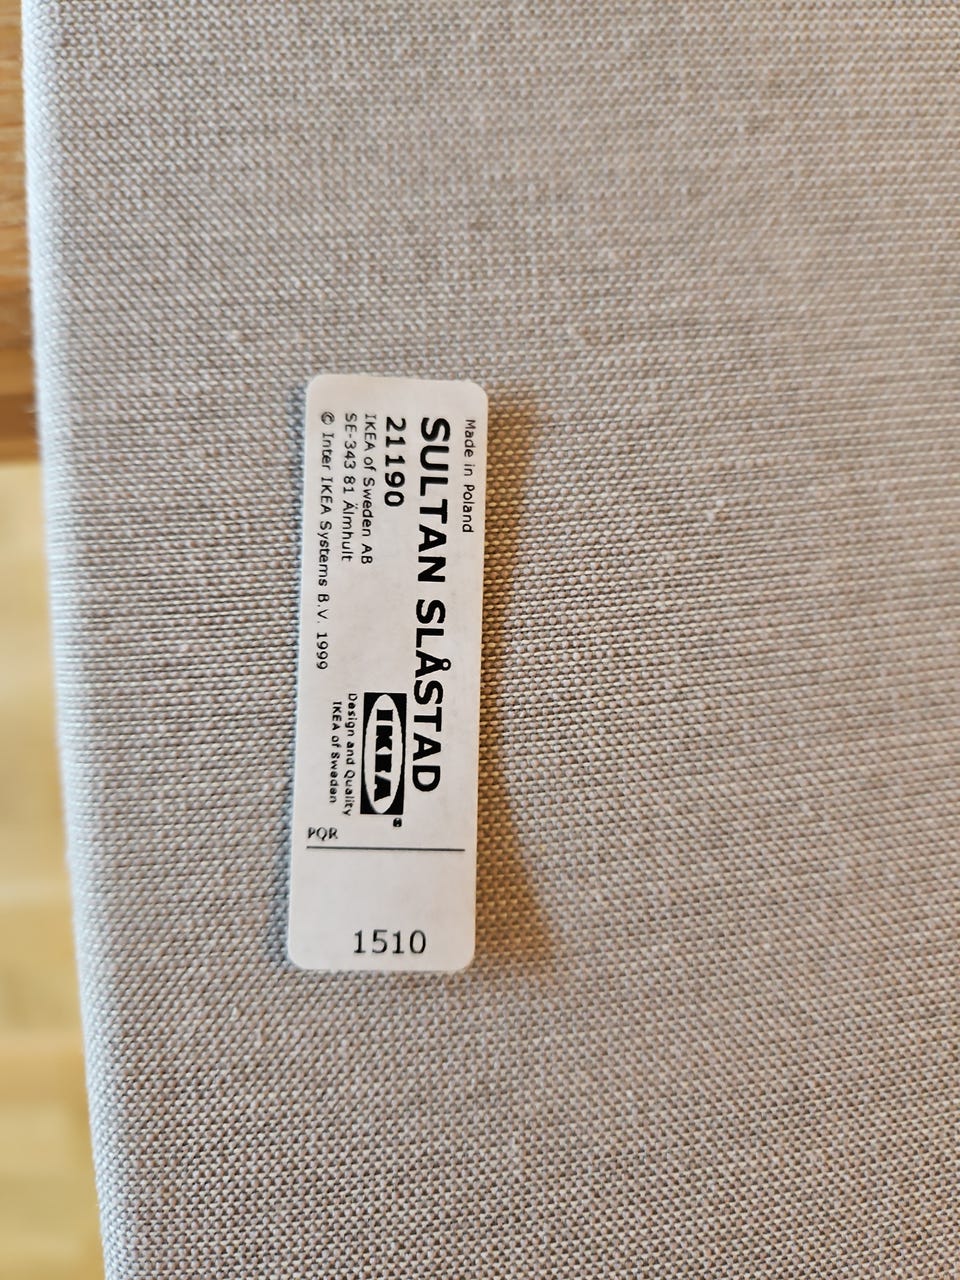 Made in Poland
SULTAN SLÅSTAD
21190
IKEA of Sweden AB
SE-343 81 Älmhult
© Inter IKEA Systems B.V. 1999
IKEA®
Design and Quality
IKEA of Sweden
PQR
1510